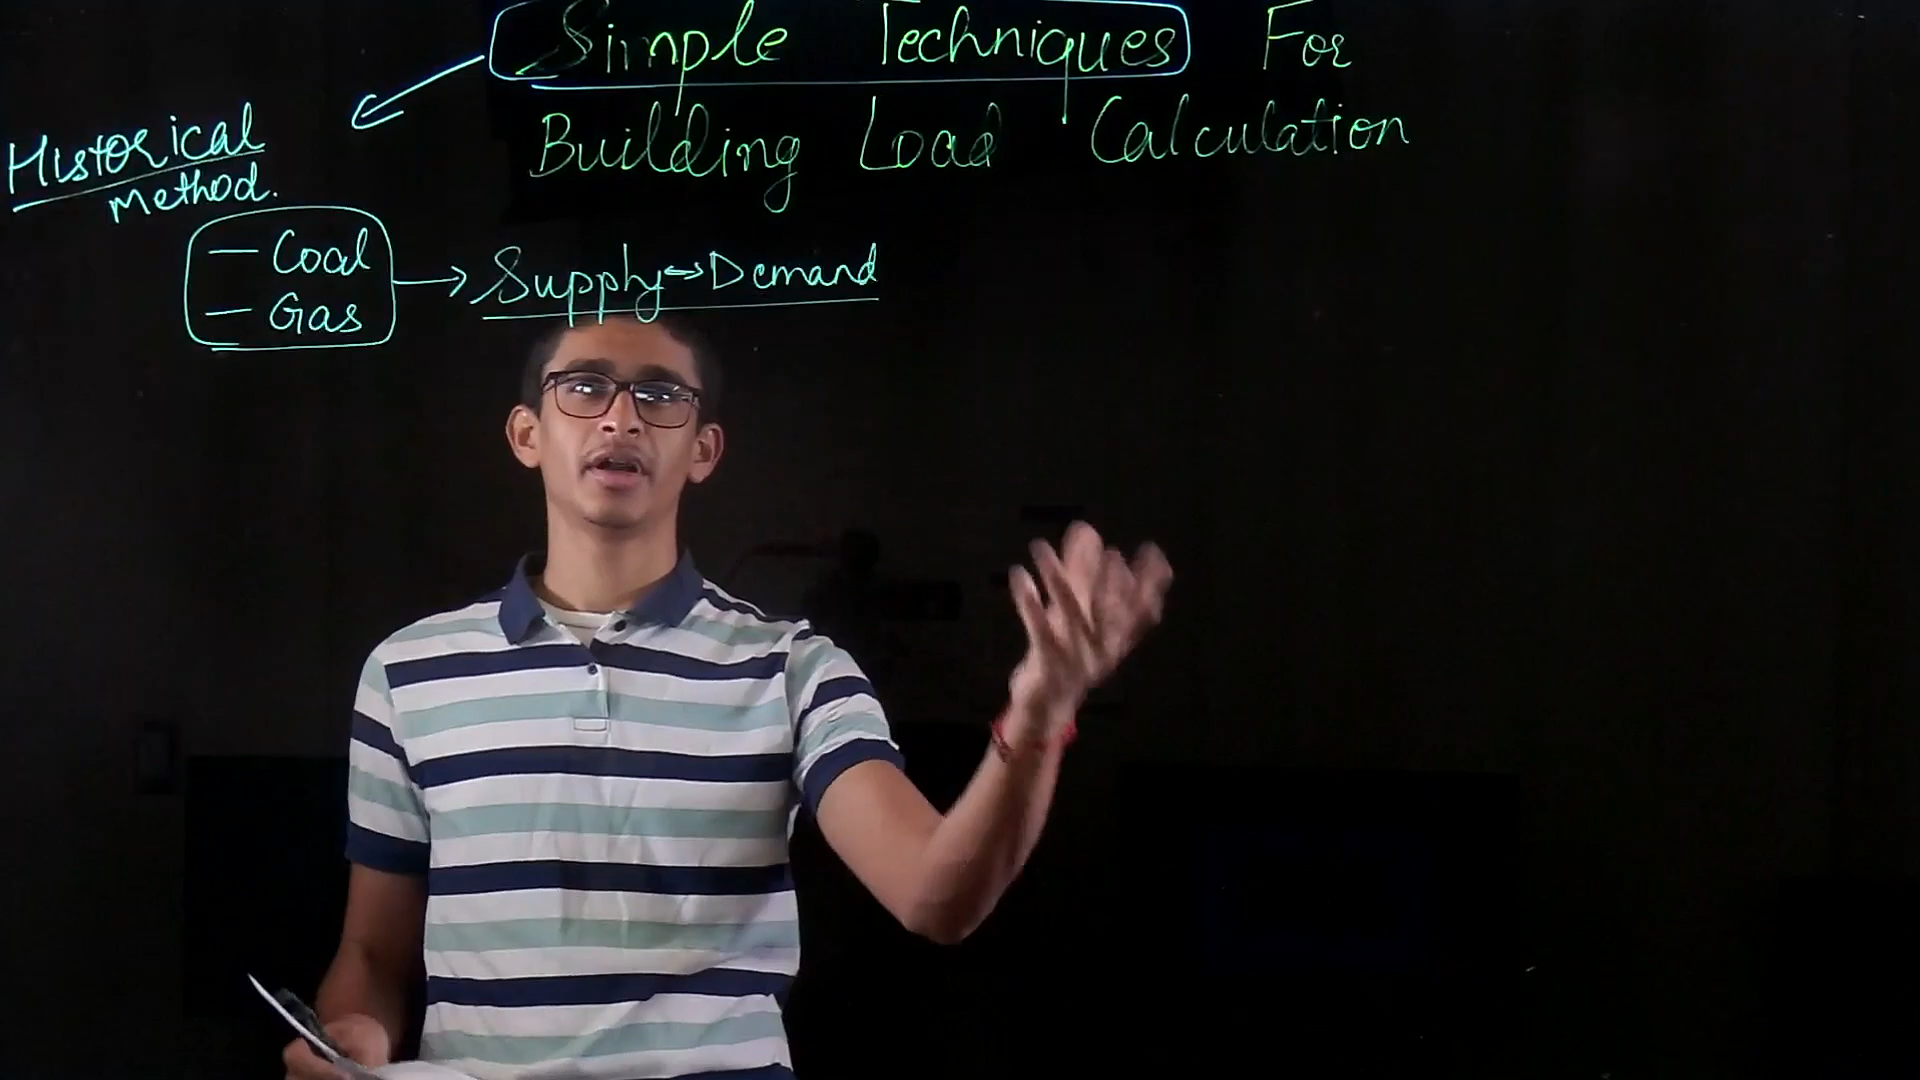 Simple Techniques For
Building Load Calculation
Historical
Method.
— Coal
— Gas
Supply ↔ Demand